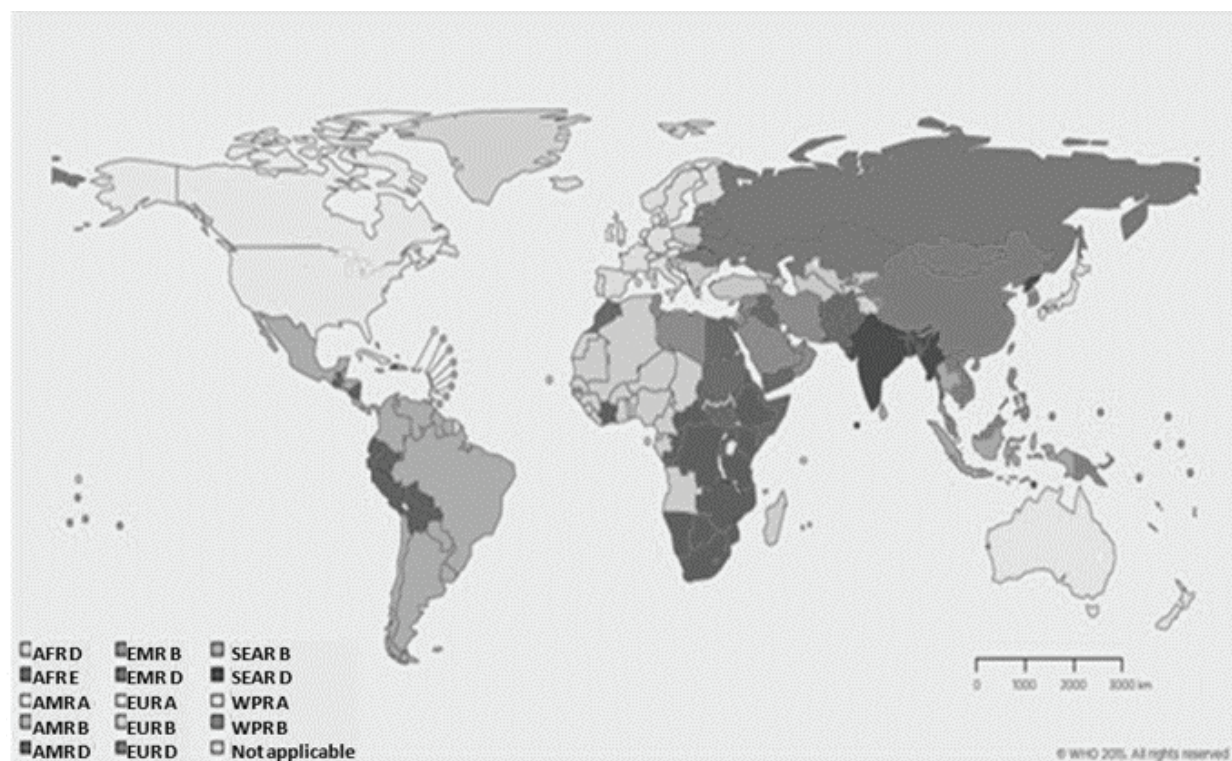 AFR D EMR B SEAR B
AFR E EMR D SEAR D
AMR A EUR A WPR A
AMR B EUR B WPR B
AMR D EUR D Not applicable
0 1000 2000 3000 km
© WHO 2015. All rights reserved